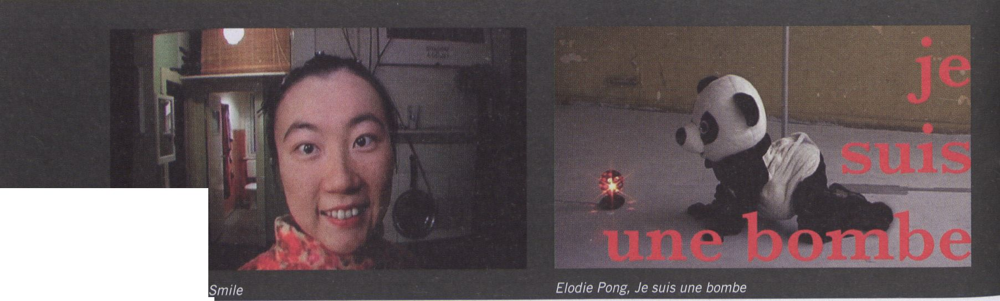 je
suis
une bombe
Smile
Elodie Pong, Je suis une bombe